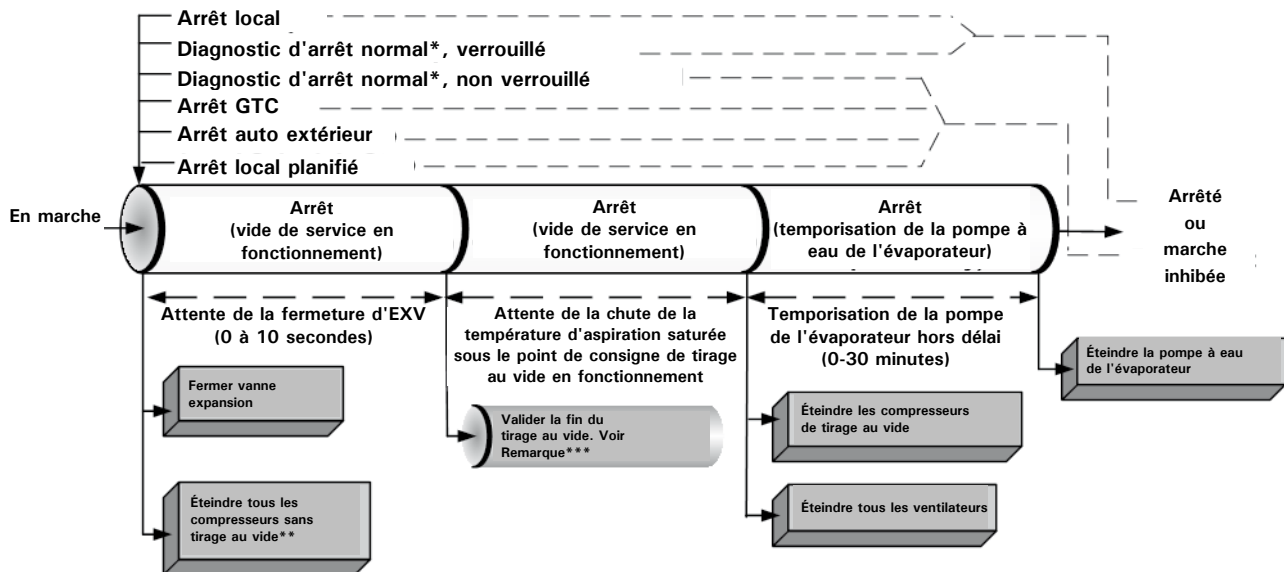 Arrêt local
Diagnostic d'arrêt normal*, verrouillé
Diagnostic d'arrêt normal*, non verrouillé
Arrêt GTC
Arrêt auto extérieur
Arrêt local planifié
En marche
Arrêt
(vide de service en
fonctionnement)
Arrêt
(vide de service en
fonctionnement)
Arrêt
(temporisation de la pompe à
eau de l'évaporateur)
Arrêté
ou
marche
inhibée
Attente de la fermeture d'EXV
(0 à 10 secondes)
Attente de la chute de la
température d'aspiration saturée
sous le point de consigne de tirage
au vide en fonctionnement
Temporisation de la pompe
de l'évaporateur hors délai
(0-30 minutes)
Éteindre la pompe à eau
de l'évaporateur
Fermer vanne
expansion
Valider la fin du
tirage au vide. Voir
Remarque***
Éteindre les compresseurs
de tirage au vide
Éteindre tous les
compresseurs sans
tirage au vide**
Éteindre tous les ventilateurs